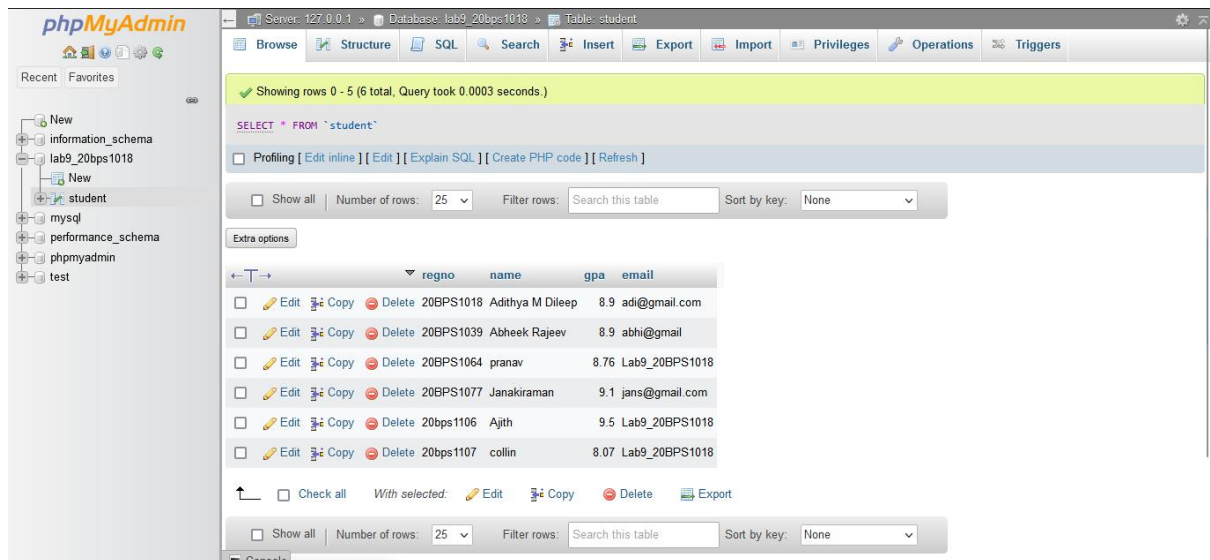 phpMyAdmin
Recent Favorites
New
information_schema
lab9_20bps1018
New
student
mysql
performance_schema
phpmyadmin
test
Server: 127.0.0.1 » Database: lab9_20bps1018 » Table: student
Browse Structure SQL Search Insert Export Import Privileges Operations Triggers
Showing rows 0 - 5 (6 total, Query took 0.0003 seconds.)
SELECT * FROM `student`
Profiling [ Edit inline ] [ Edit ] [ Explain SQL ] [ Create PHP code ] [ Refresh ]
Show all | Number of rows: 25 Filter rows: Search this table Sort by key: None
Extra options
←T→ regno name gpa email
Edit Copy Delete 20BPS1018 Adithya M Dileep 8.9 adi@gmail.com
Edit Copy Delete 20BPS1039 Abheek Rajeev 8.9 abhi@gmail
Edit Copy Delete 20BPS1064 pranav 8.76 Lab9_20BPS1018
Edit Copy Delete 20BPS1077 Janakiraman 9.1 jans@gmail.com
Edit Copy Delete 20bps1106 Ajith 9.5 Lab9_20BPS1018
Edit Copy Delete 20bps1107 collin 8.07 Lab9_20BPS1018
Check all With selected: Edit Copy Delete Export
Show all | Number of rows: 25 Filter rows: Search this table Sort by key: None
Console